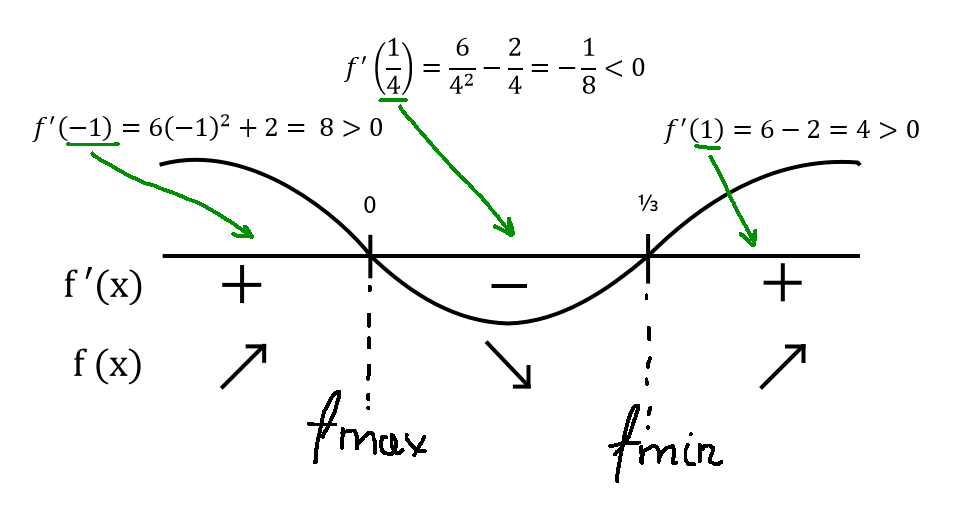 f′(1/4) = 6/4² − 2/4 = − 1/8 < 0
f′(−1) = 6(−1)² + 2 = 8 > 0
f′(1) = 6 − 2 = 4 > 0
0
⅓
f′(x) + − +
f (x) ↗ ↘ ↗
fmax fmin